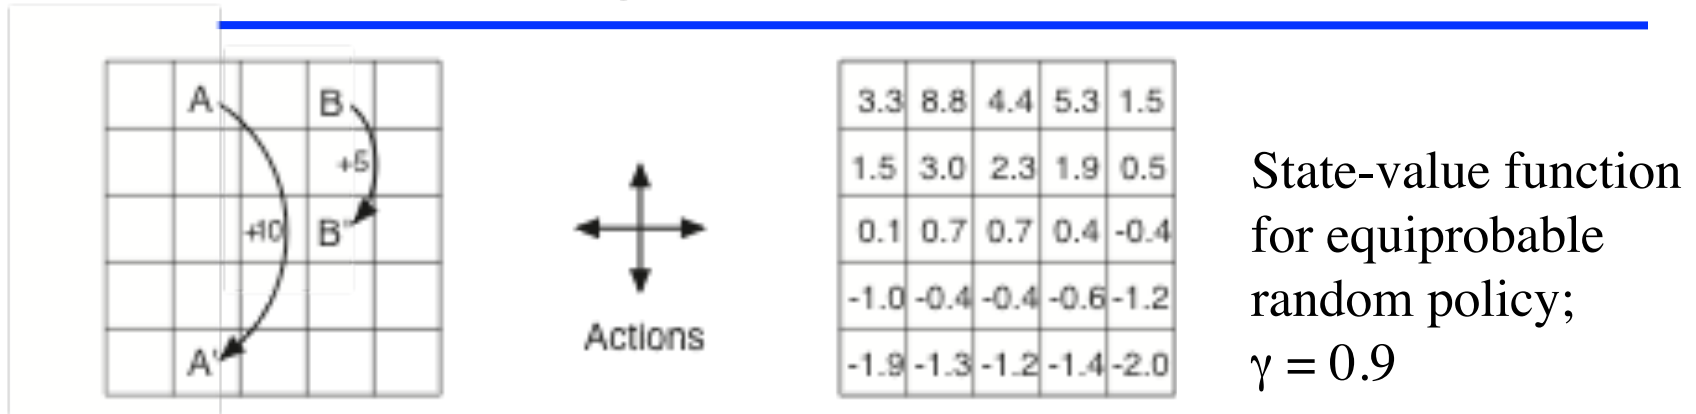 A
B
+5
+10
B'
A'
Actions
3.3 8.8 4.4 5.3 1.5
1.5 3.0 2.3 1.9 0.5
0.1 0.7 0.7 0.4 -0.4
-1.0 -0.4 -0.4 -0.6 -1.2
-1.9 -1.3 -1.2 -1.4 -2.0
State-value function
for equiprobable
random policy;
γ = 0.9